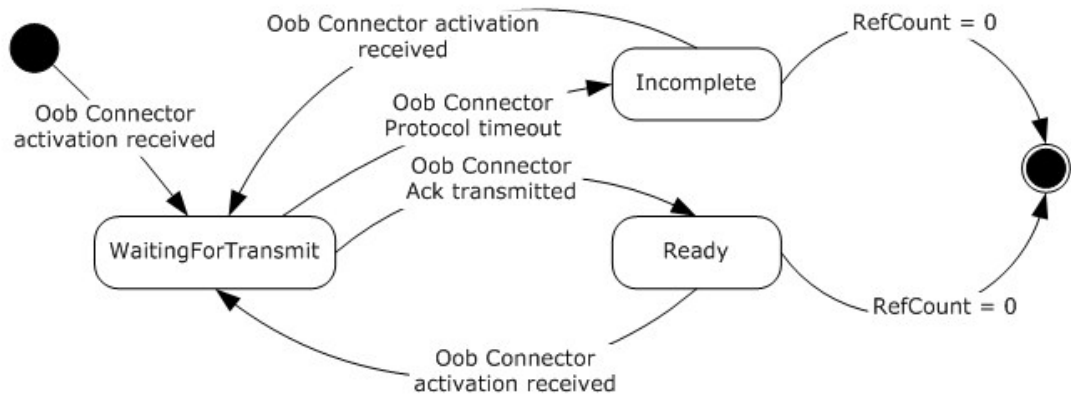 Oob Connector activation
received
RefCount = 0
Incomplete
Oob Connector
activation received
Oob Connector
Protocol timeout
Oob Connector
Ack transmitted
WaitingForTransmit
Ready
RefCount = 0
Oob Connector
activation received